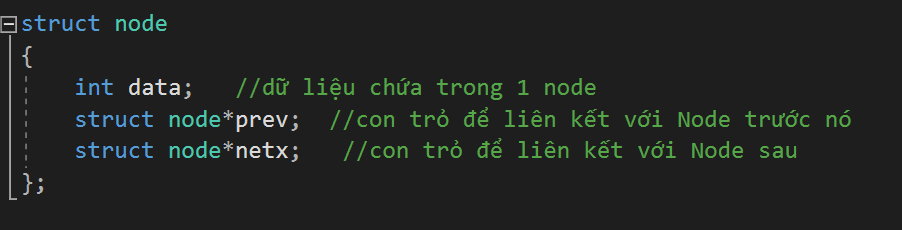 struct node
{
int data; //dữ liệu chứa trong 1 node
struct node*prev; //con trỏ để liên kết với Node trước nó
struct node*netx; //con trỏ để liên kết với Node sau
};